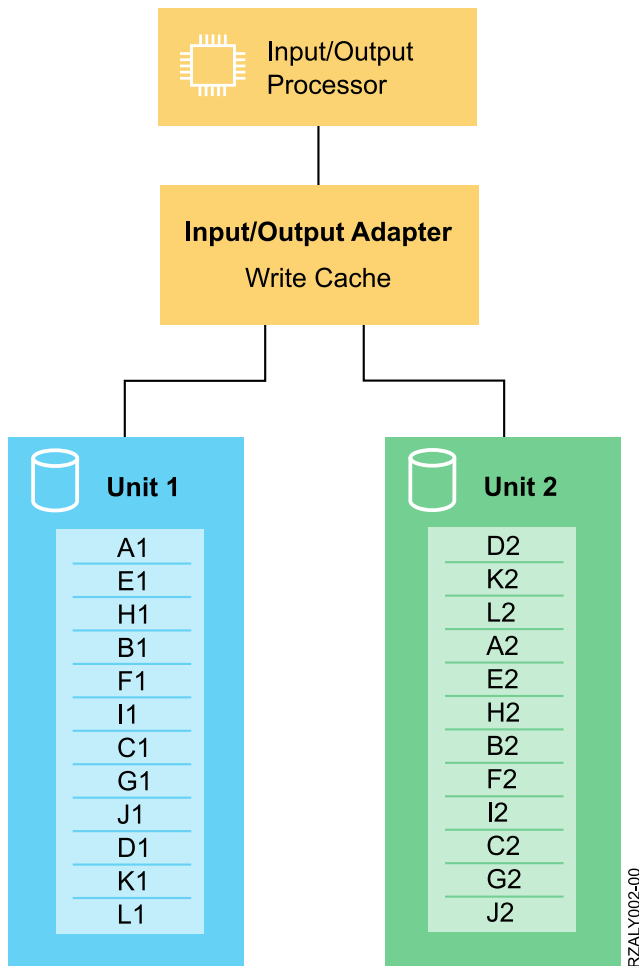 Input/Output
Processor
Input/Output Adapter
Write Cache
Unit 1
A1
E1
H1
B1
F1
I1
C1
G1
J1
D1
K1
L1
Unit 2
D2
K2
L2
A2
E2
H2
B2
F2
I2
C2
G2
J2
RZALY002-00